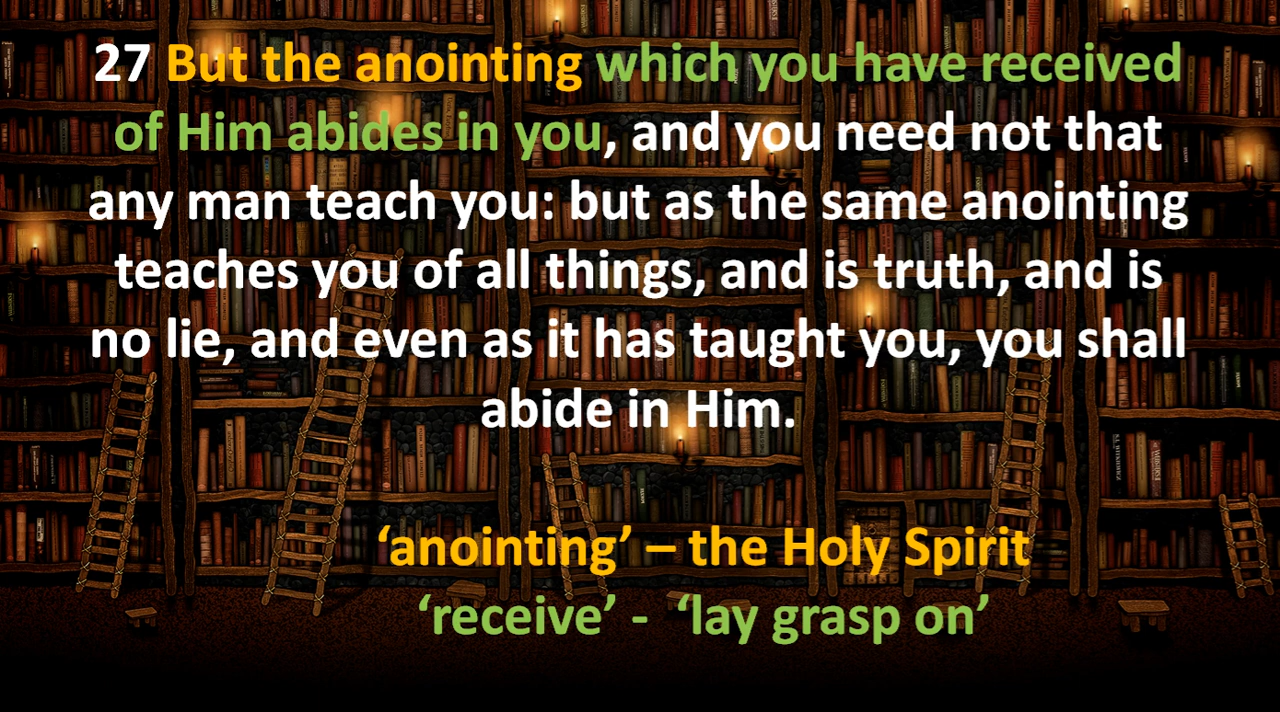 27 But the anointing which you have received
of Him abides in you, and you need not that
any man teach you: but as the same anointing
teaches you of all things, and is truth, and is
no lie, and even as it has taught you, you shall
abide in Him.
‘anointing’ – the Holy Spirit
‘receive’ - ‘lay grasp on’